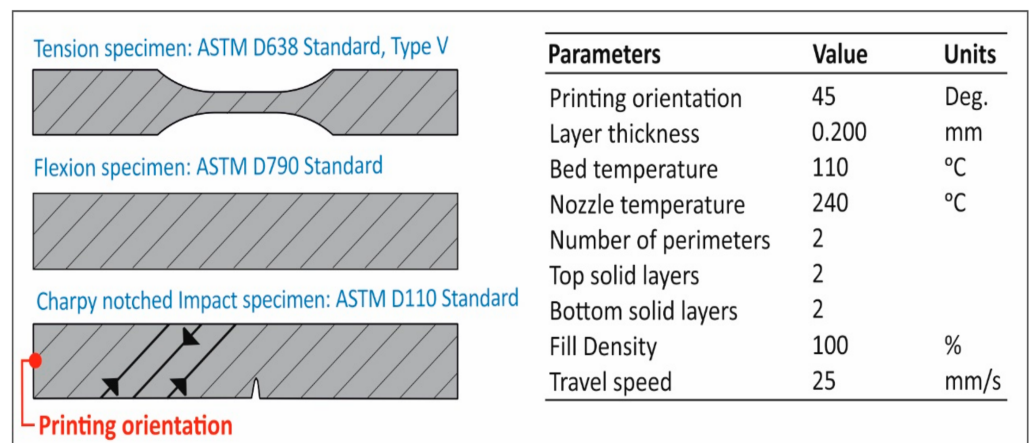 Tension specimen: ASTM D638 Standard, Type V
Flexion specimen: ASTM D790 Standard
Charpy notched Impact specimen: ASTM D110 Standard
Printing orientation
Parameters Value Units
Printing orientation 45 Deg.
Layer thickness 0.200 mm
Bed temperature 110 ºC
Nozzle temperature 240 ºC
Number of perimeters 2
Top solid layers 2
Bottom solid layers 2
Fill Density 100 %
Travel speed 25 mm/s